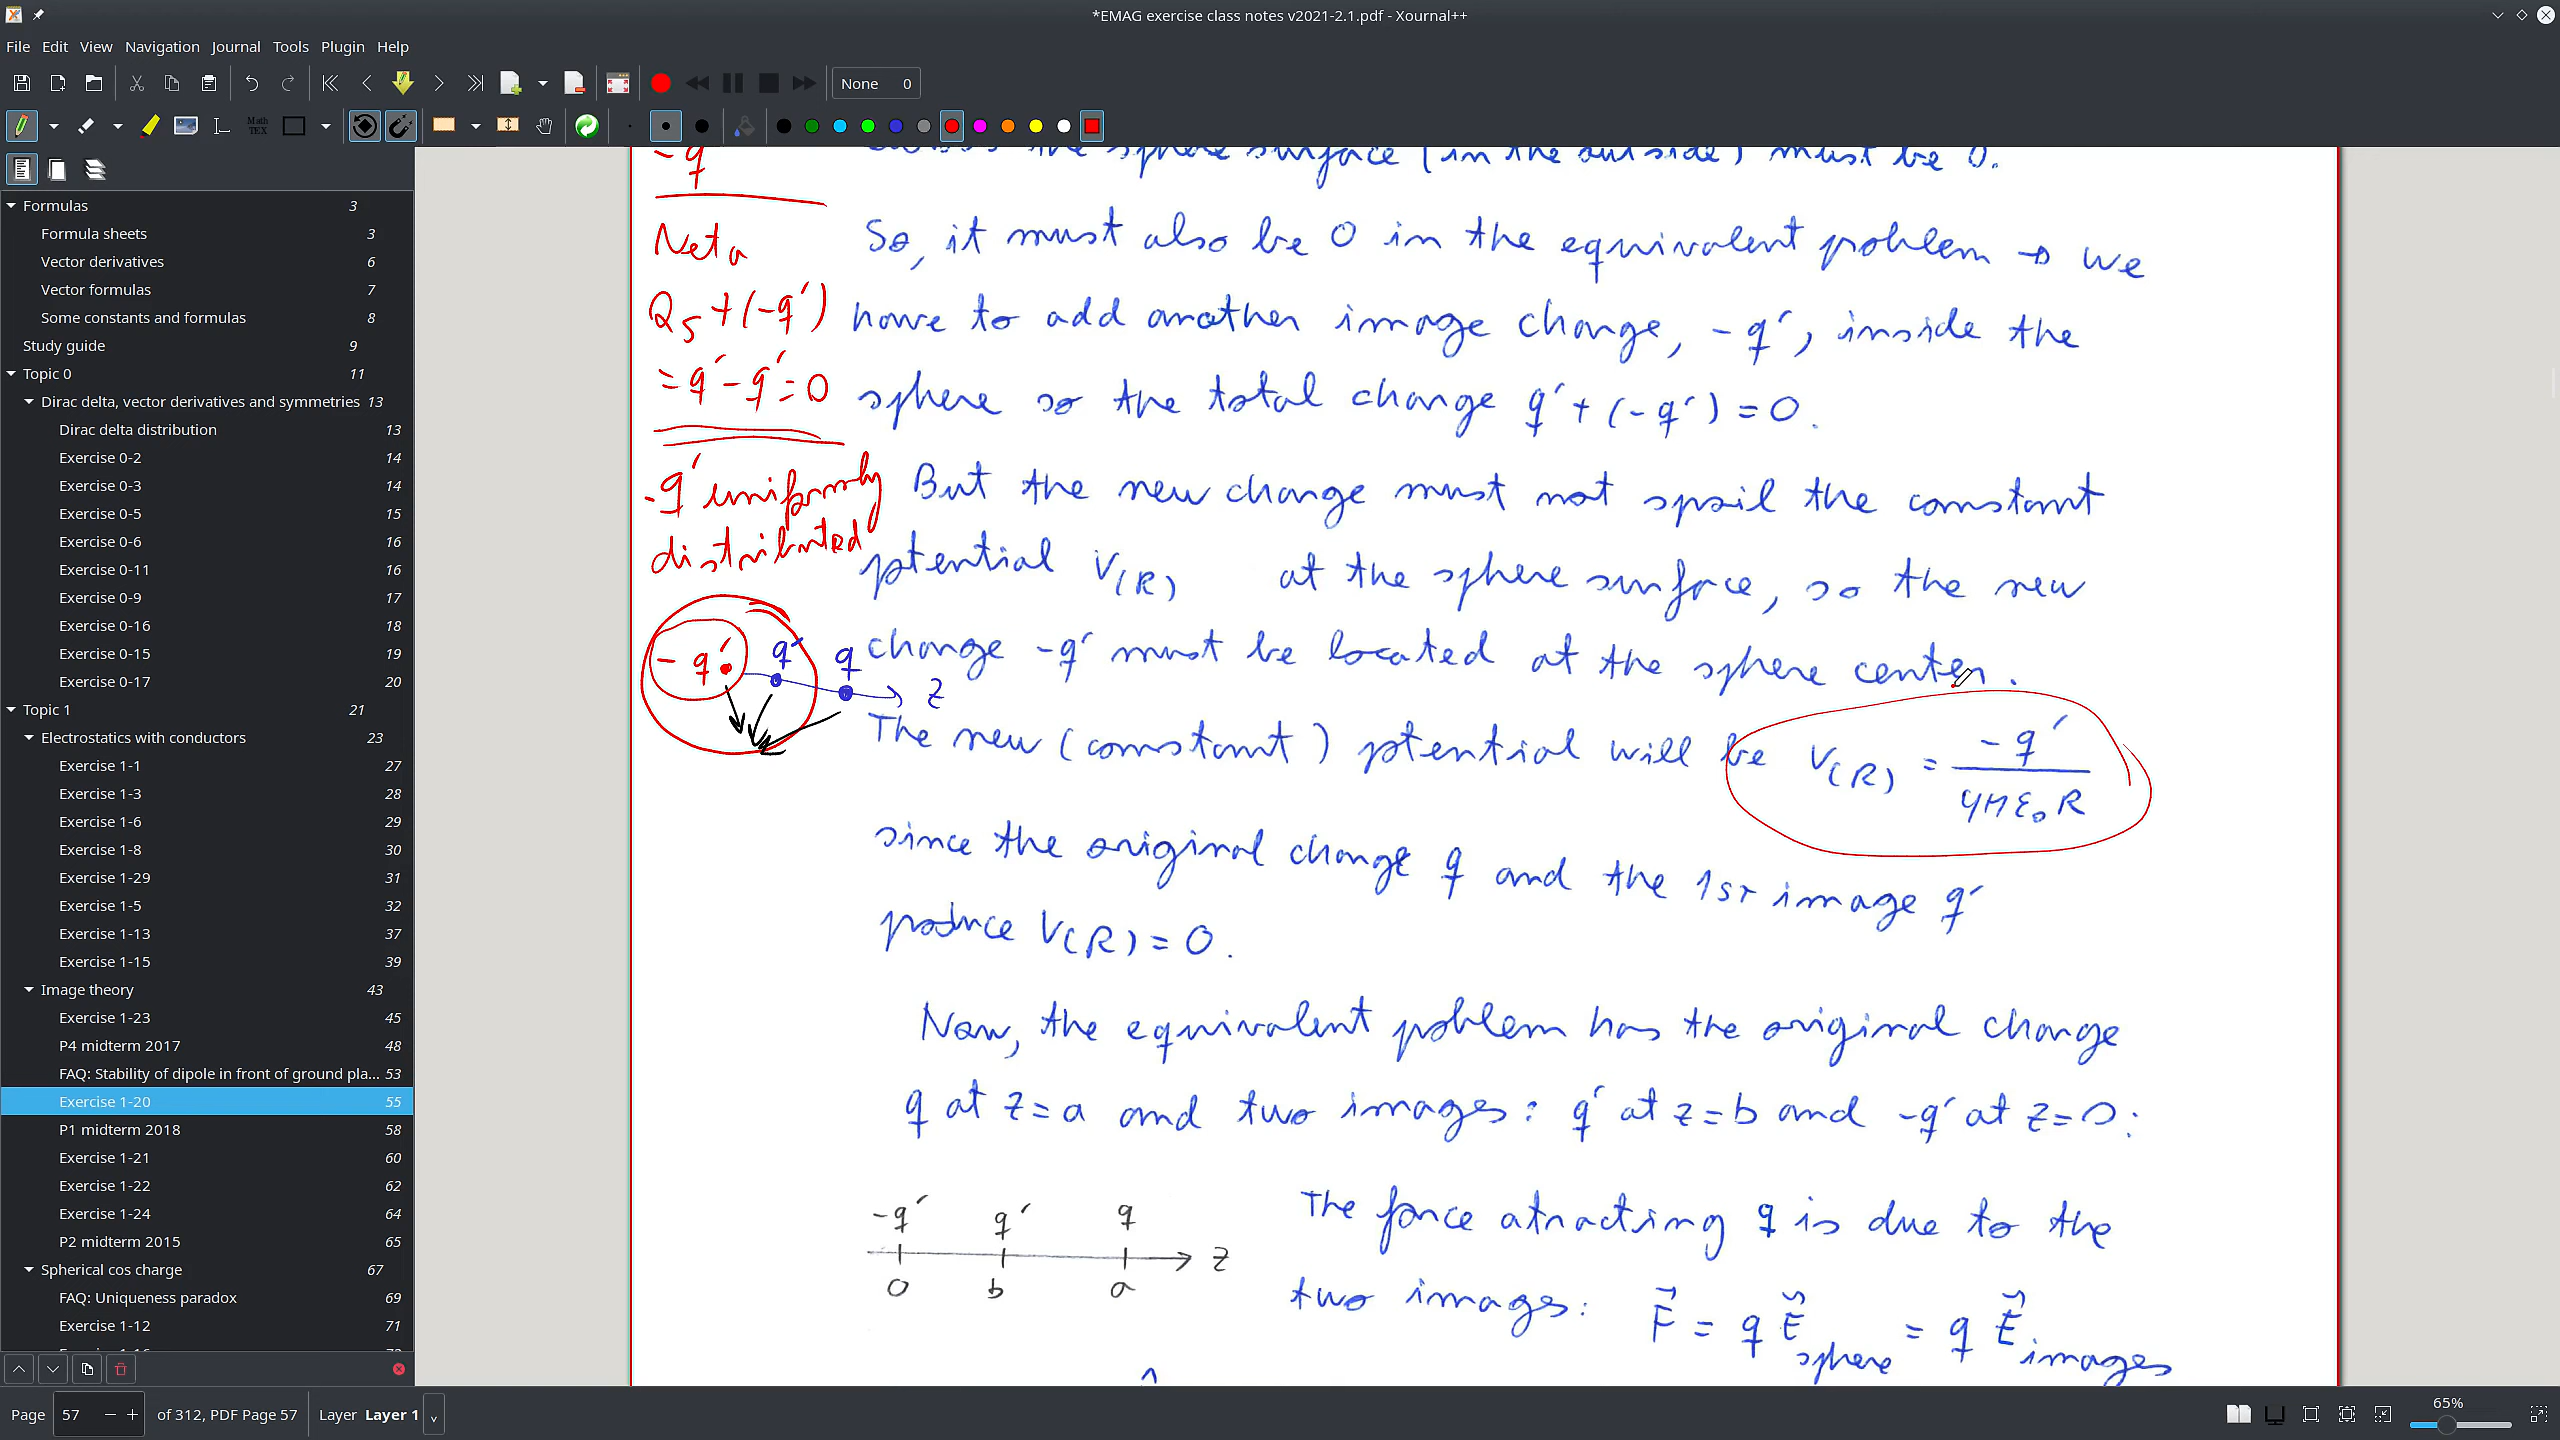 *EMAG exercise class notes v2021-2.1.pdf - Xournal++
File Edit View Navigation Journal Tools Plugin Help
None 0
Math
TEX
Formulas 3
Formula sheets 3
Vector derivatives 6
Vector formulas 7
Some constants and formulas 8
Study guide 9
Topic 0 11
Dirac delta, vector derivatives and symmetries 13
Dirac delta distribution 13
Exercise 0-2 14
Exercise 0-3 14
Exercise 0-5 15
Exercise 0-6 16
Exercise 0-11 16
Exercise 0-9 17
Exercise 0-16 18
Exercise 0-15 19
Exercise 0-17 20
Topic 1 21
Electrostatics with conductors 23
Exercise 1-1 27
Exercise 1-3 28
Exercise 1-6 29
Exercise 1-8 30
Exercise 1-29 31
Exercise 1-5 32
Exercise 1-13 37
Exercise 1-15 39
Image theory 43
Exercise 1-23 45
P4 midterm 2017 48
FAQ: Stability of dipole in front of ground pla... 53
Exercise 1-20 55
P1 midterm 2018 58
Exercise 1-21 60
Exercise 1-22 62
Exercise 1-24 64
P2 midterm 2015 65
Spherical cos charge 67
FAQ: Uniqueness paradox 69
Exercise 1-12 71
-q
Neta
Qs + (-q')
= q' - q' = 0
-q' uniformly
distributed
-q' q' q
z
the sphere surface (in the outside) must be 0.
So, it must also be 0 in the equivalent problem → we
have to add another image charge, -q', inside the
sphere so the total charge q' + (-q') = 0.
But the new charge must not spoil the constant
potential V(R) at the sphere surface, so the new
charge -q' must be located at the sphere center.
The new (constant) potential will be V(R) = -q' / 4πε₀R
since the original charge q and the 1st image q'
produce V(R) = 0.
Now, the equivalent problem has the original charge
q at z=a and two images: q' at z=b and -q' at z=0:
-q' q' q
z
0 b a
The force atracting q is due to the
two images: F⃗ = q E⃗ sphere = q E⃗ images
Page 57 of 312, PDF Page 57 Layer Layer 1
65%